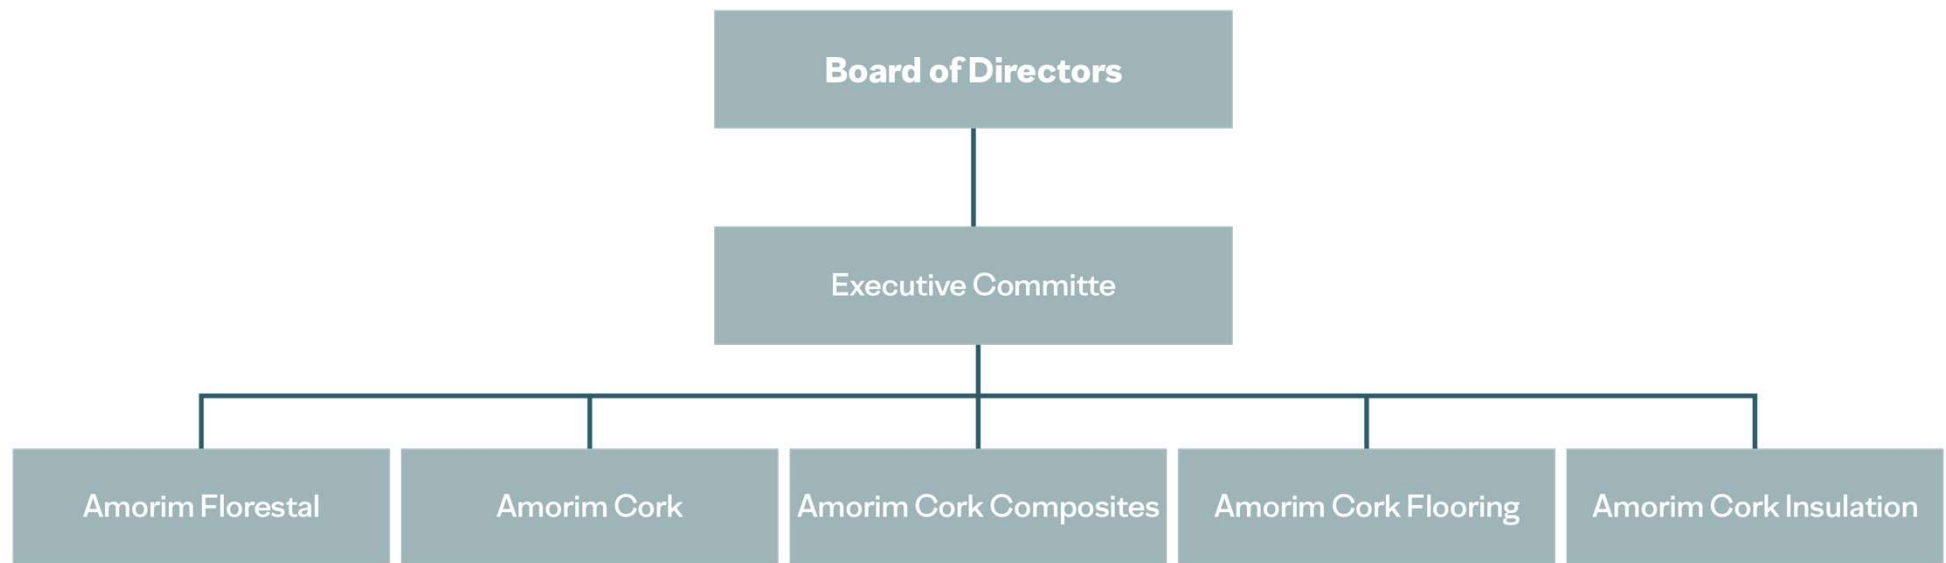 Board of Directors
Executive Committe
Amorim Florestal
Amorim Cork
Amorim Cork Composites
Amorim Cork Flooring
Amorim Cork Insulation